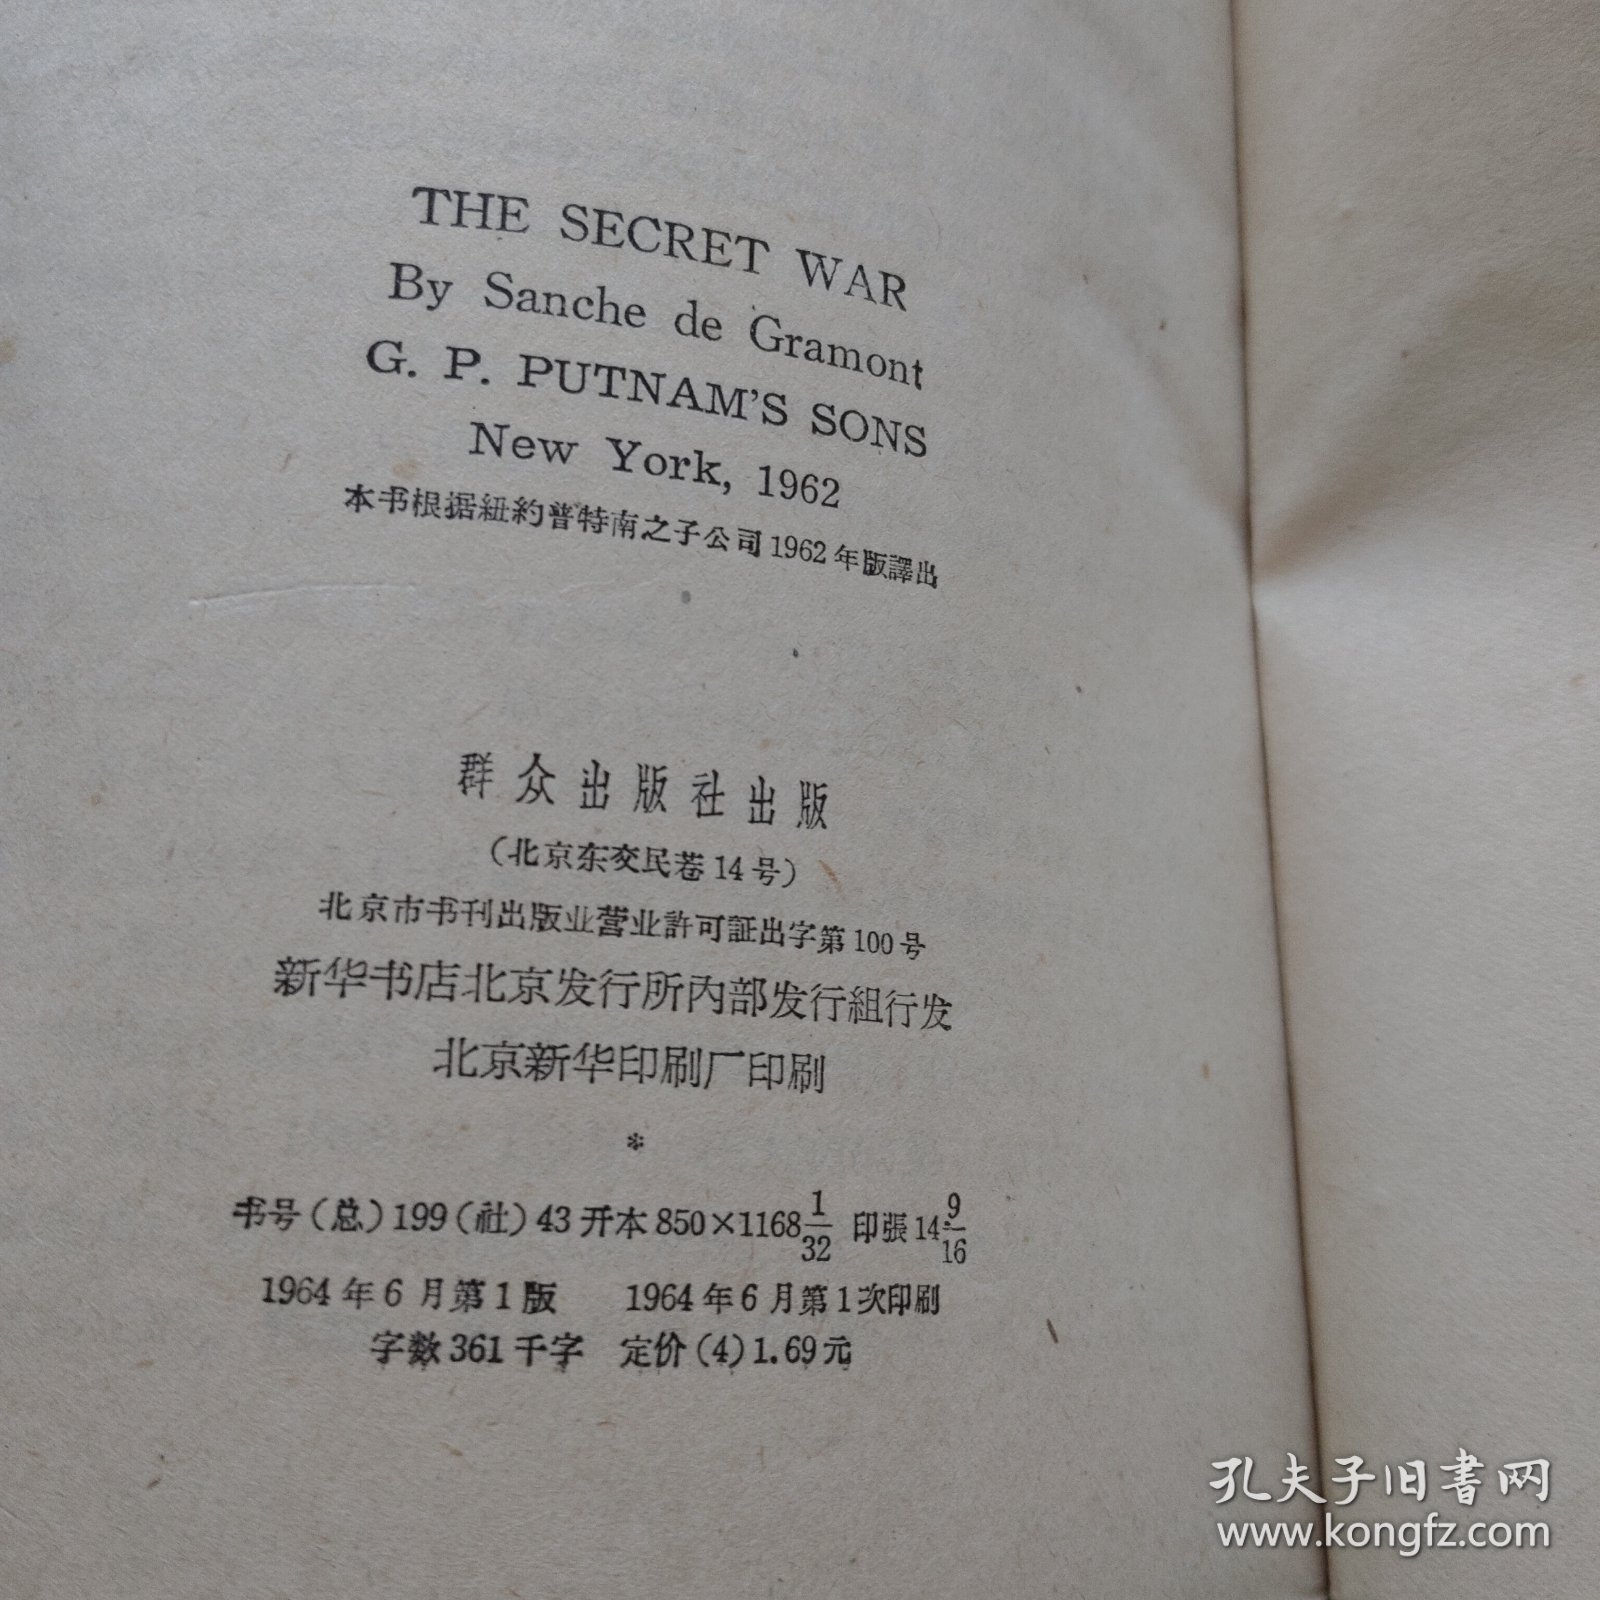 THE SECRET WAR
By Sanche de Gramont
G. P. PUTNAM'S SONS
New York, 1962
本书根据紐約普特南之子公司1962年版譯出
群众出版社出版
(北京东交民巷14号)
北京市书刊出版业营业許可証出字第100号
新华书店北京发行所内部发行組行发
北京新华印刷厂印刷
*
书号(总)199(社)43 开本 850×1168 1/32 印張 14 9/16
1964年6月第1版 1964年6月第1次印刷
字数361千字 定价(4)1.69元
孔夫子旧書网
www.kongfz.com